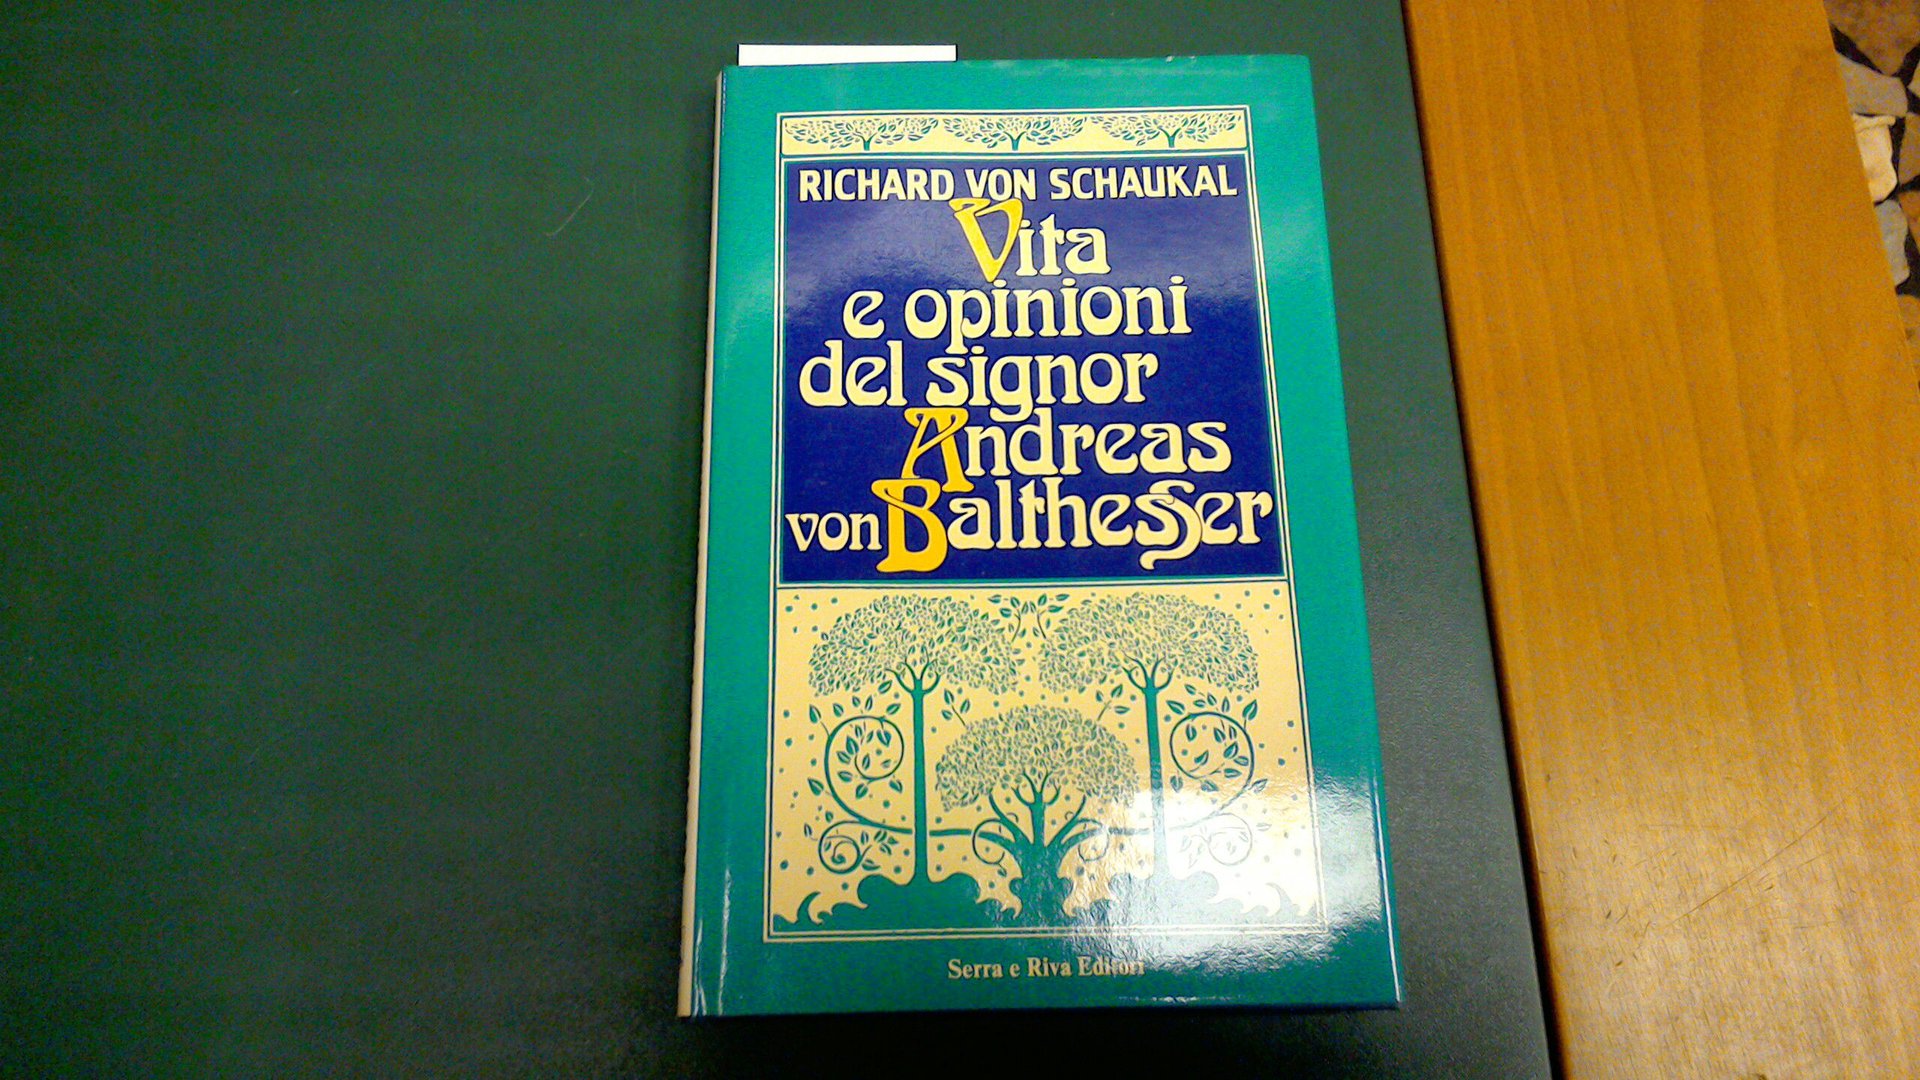 RICHARD VON SCHAUKAL
Vita
e opinioni
del signor
Andreas
von Balthesser
Serra e Riva Editori